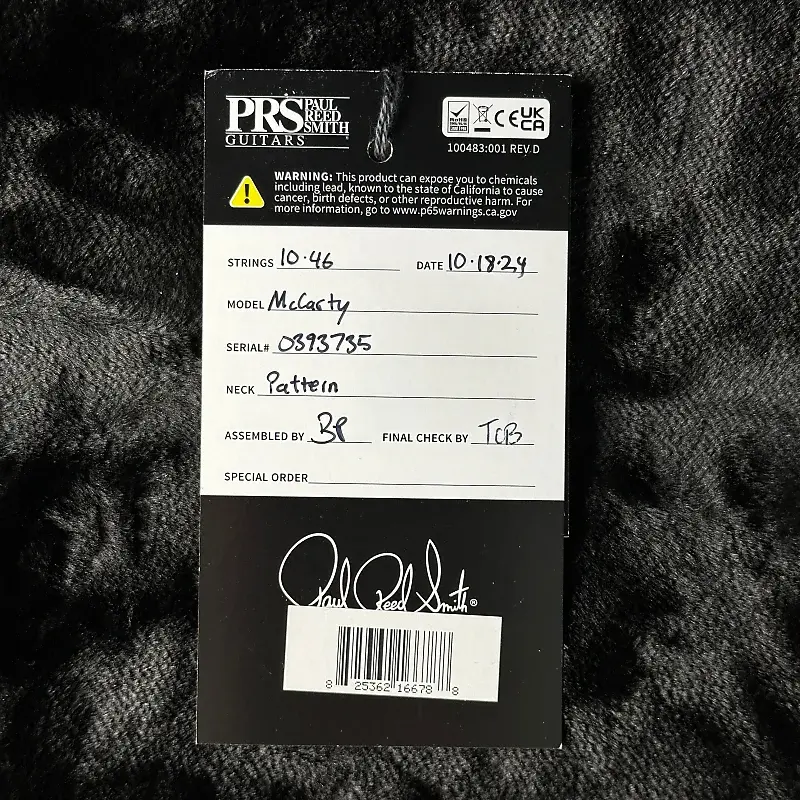 PRS PAUL REED SMITH
GUITARS
RoHS
CE UKCA
100483:001 REV D
WARNING: This product can expose you to chemicals
including lead, known to the state of California to cause
cancer, birth defects, or other reproductive harm. For
more information, go to www.p65warnings.ca.gov
STRINGS 10·46 DATE 10·18·24
MODEL McCarty
SERIAL# 0393735
NECK Pattern
ASSEMBLED BY BP FINAL CHECK BY TCB
SPECIAL ORDER
Paul Reed Smith®
8 25362 16678 8